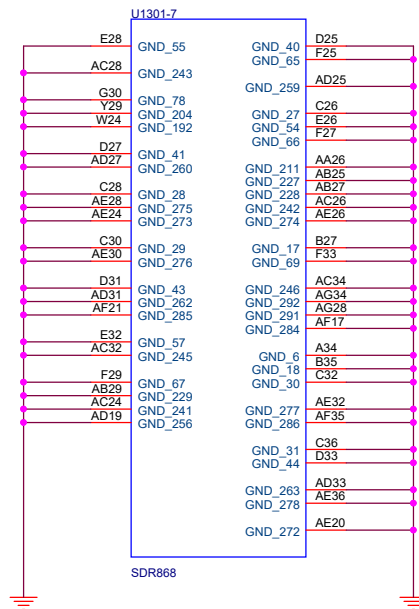 U1301-7
E28 GND_55 GND_40 D25
GND_65 F25
AC28 GND_243
GND_259 AD25
G30 GND_78
Y29 GND_204 GND_27 C26
W24 GND_192 GND_54 E26
GND_66 F27
D27 GND_41
AD27 GND_260 GND_211 AA26
GND_227 AB25
C28 GND_28 GND_228 AB27
AE28 GND_275 GND_242 AC26
AE24 GND_273 GND_274 AE26
C30 GND_29 GND_17 B27
AE30 GND_276 GND_69 F33
D31 GND_43 GND_246 AC34
AD31 GND_262 GND_292 AG34
AF21 GND_285 GND_291 AG28
GND_284 AF17
E32 GND_57
AC32 GND_245 GND_6 A34
GND_18 B35
F29 GND_67 GND_30 C32
AB29 GND_229
AC24 GND_241 GND_277 AE32
AD19 GND_256 GND_286 AF35
GND_31 C36
GND_44 D33
GND_263 AD33
GND_278 AE36
GND_272 AE20
SDR868